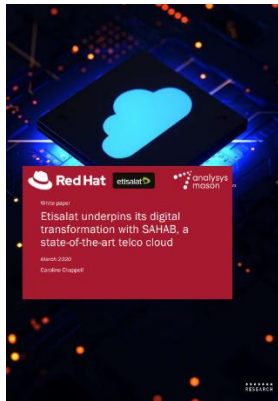 Red Hat
etisalat
analysys
mason
White paper
Etisalat underpins its digital
transformation with SAHAB, a
state-of-the-art telco cloud
March 2020
Caroline Chappell
RESEARCH